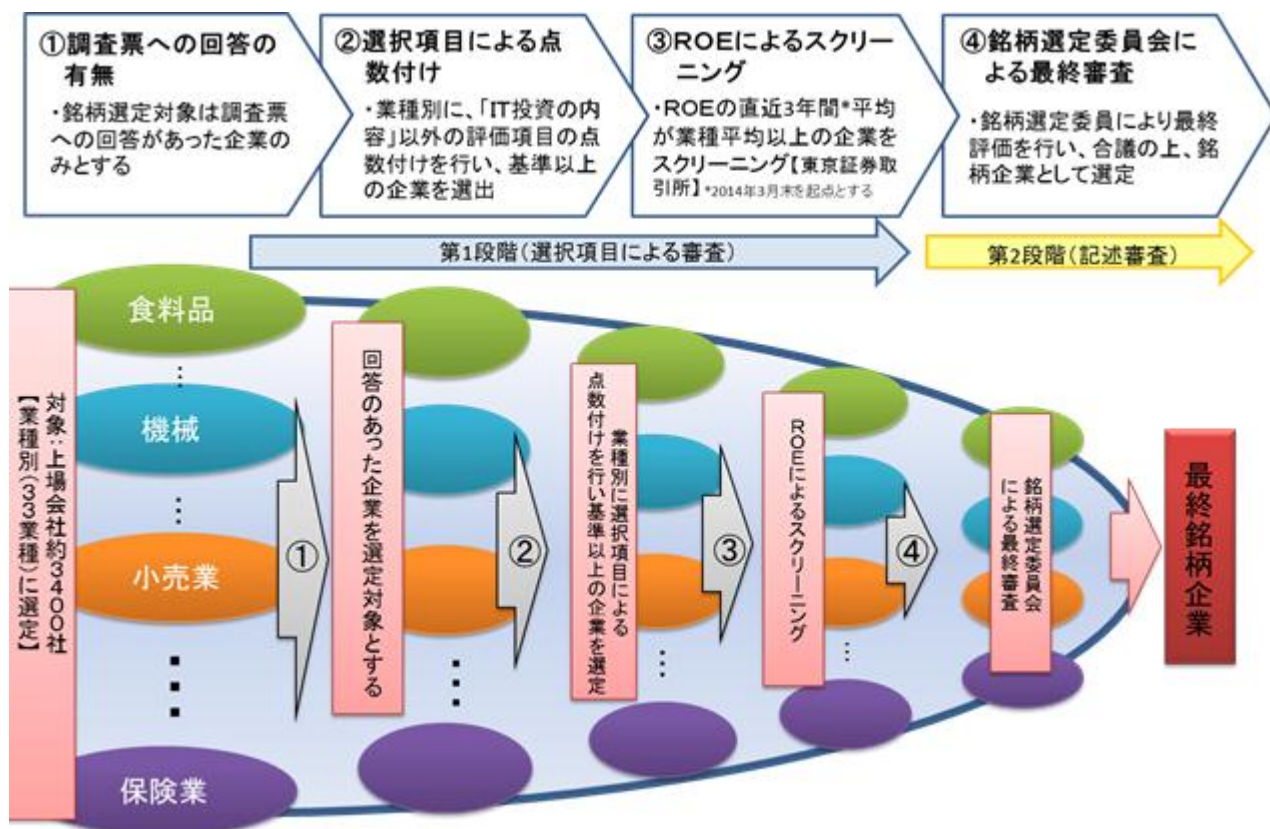 ①調査票への回答の
有無
・銘柄選定対象は調査票
への回答があった企業の
みとする
②選択項目による点
数付け
・業種別に、「IT投資の内
容」以外の評価項目の点
数付けを行い、基準以上
の企業を選出
③ROEによるスクリー
ニング
・ROEの直近3年間*平均
が業種平均以上の企業を
スクリーニング【東京証券取
引所】*2014年3月末を起点とする
④銘柄選定委員会に
よる最終審査
・銘柄選定委員により最終
評価を行い、合議の上、銘
柄企業として選定
第1段階(選択項目による審査)
第2段階(記述審査)
対象:上場会社約3400社
【業種別(33業種)に選定】
食料品
…
機械
…
小売業
保険業
①
回答のあった企業を選定対象とする
②
業種別に選択項目による
点数付けを行い基準以上の企業を選定
…
③
ROEによるスクリーニング
…
④
銘柄選定委員会
による最終審査
最終銘柄企業